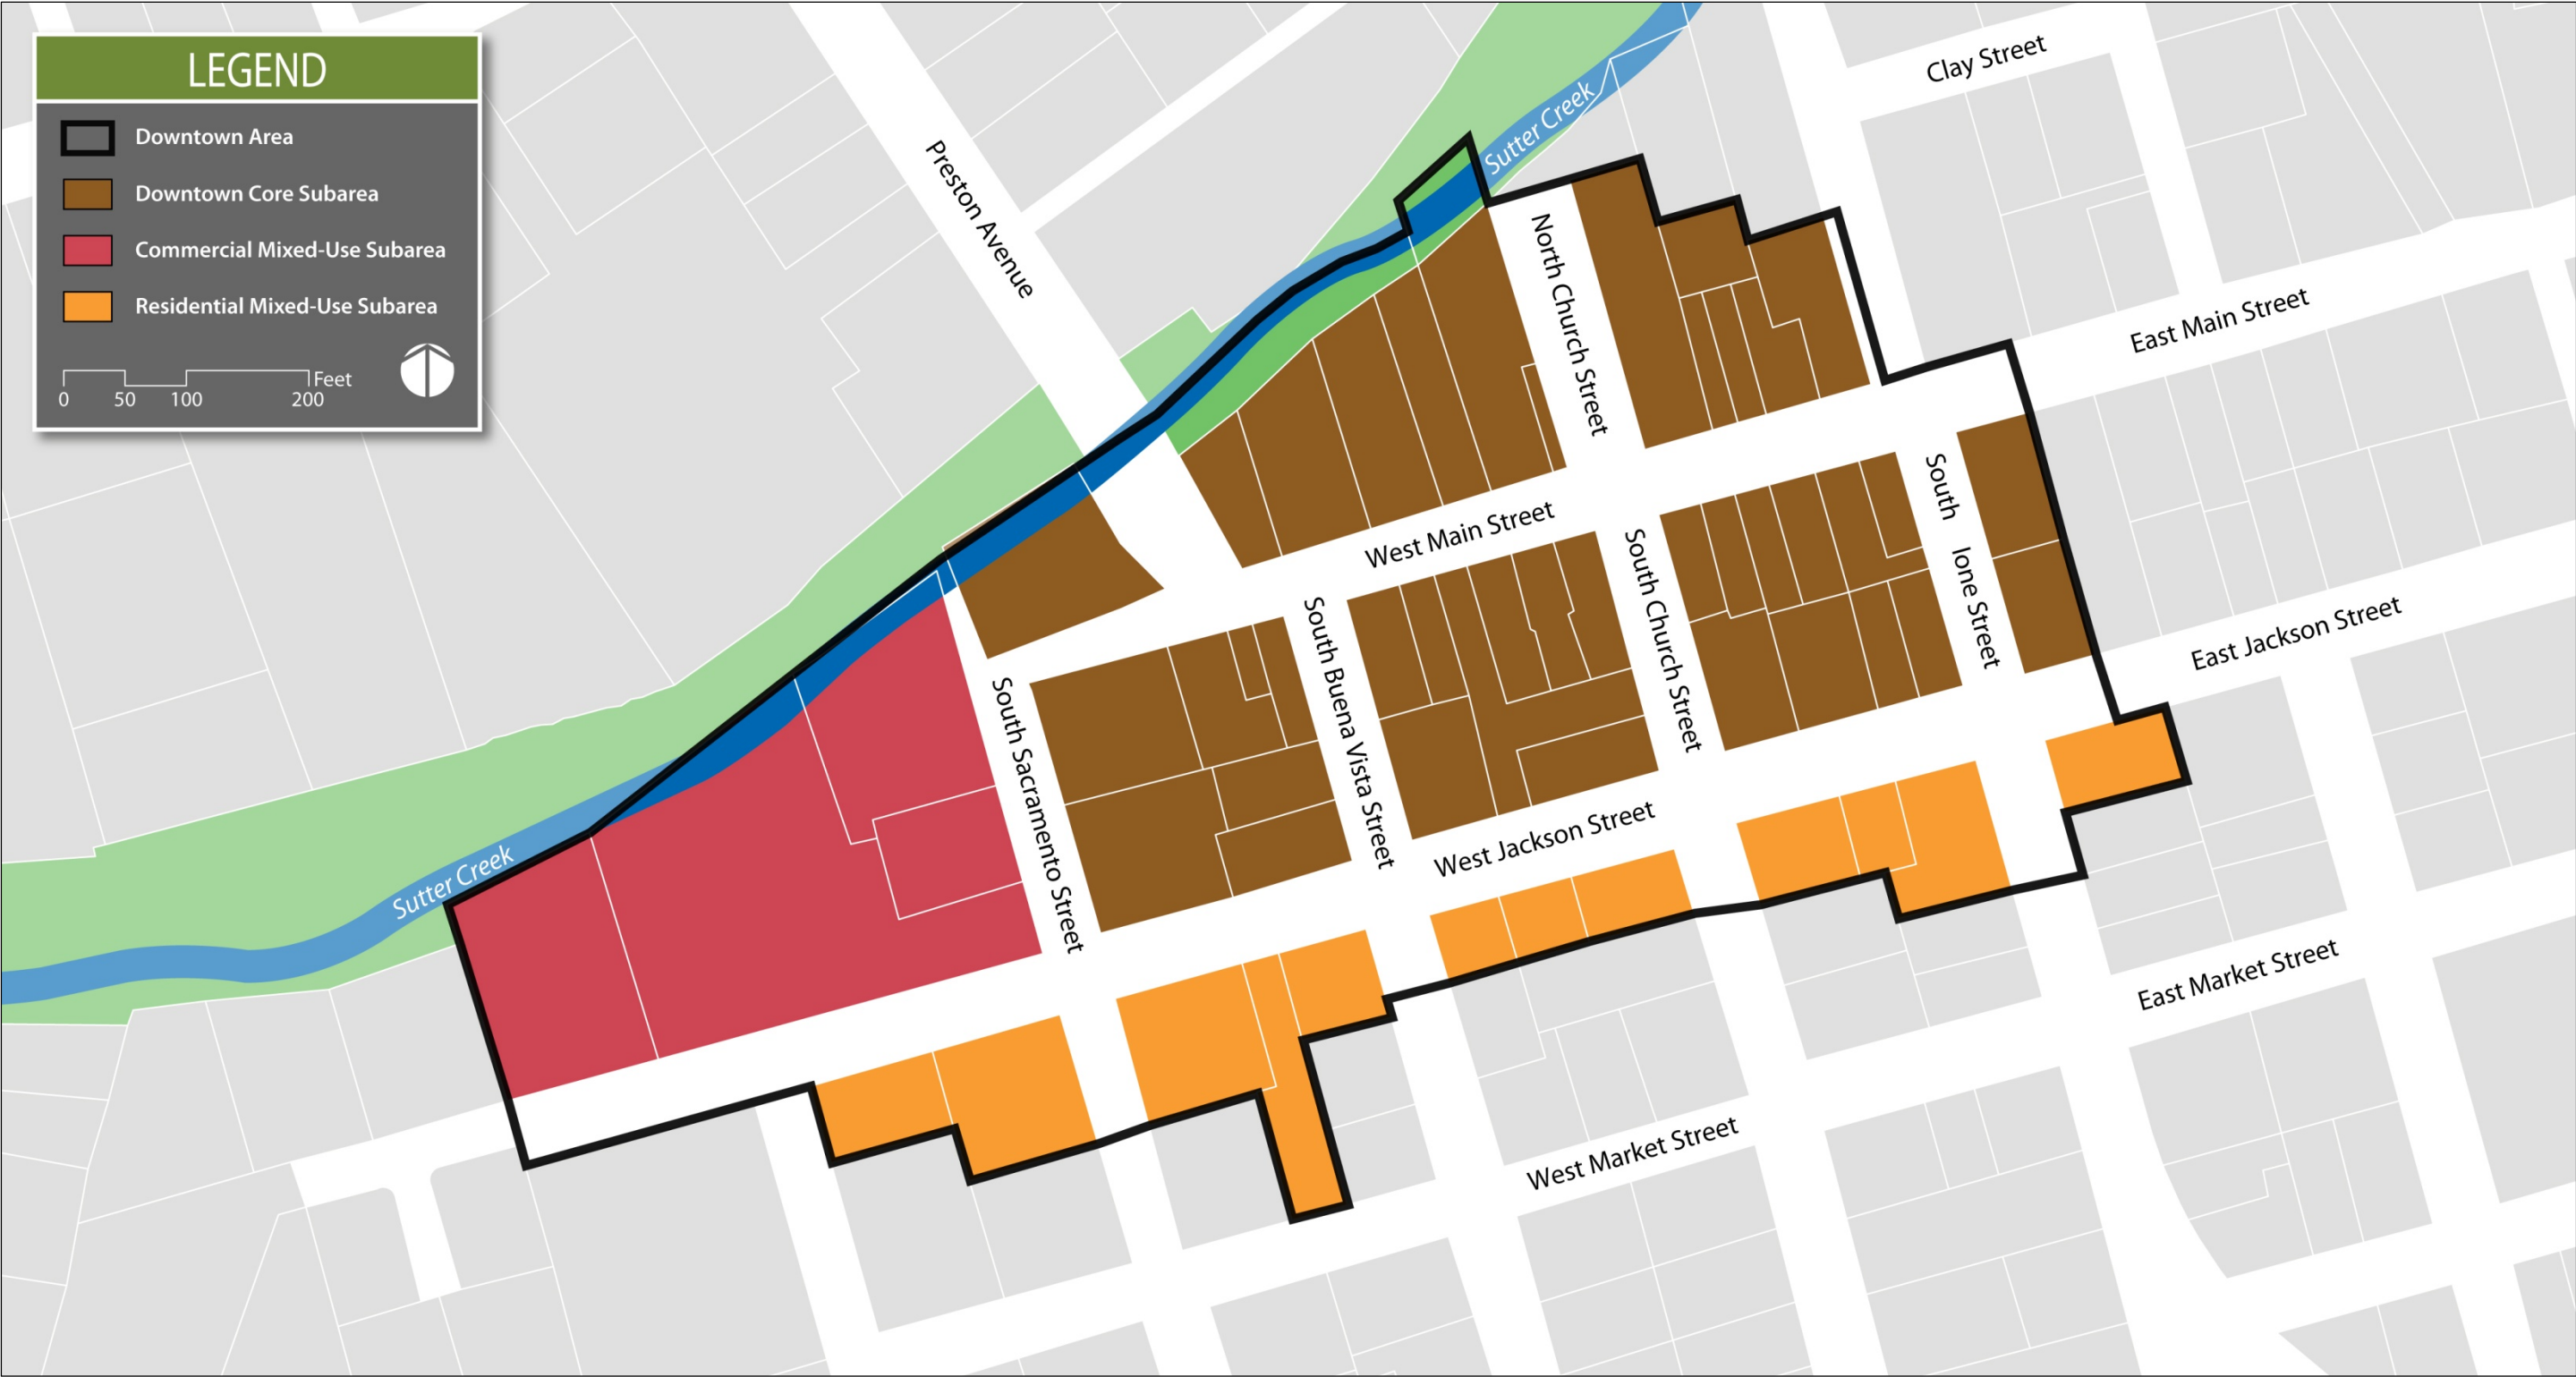 LEGEND
Downtown Area
Downtown Core Subarea
Commercial Mixed-Use Subarea
Residential Mixed-Use Subarea
Feet
0 50 100 200
Clay Street
Sutter Creek
Preston Avenue
North Church Street
East Main Street
West Main Street
South Ione Street
South Church Street
South Buena Vista Street
East Jackson Street
South Sacramento Street
West Jackson Street
Sutter Creek
East Market Street
West Market Street